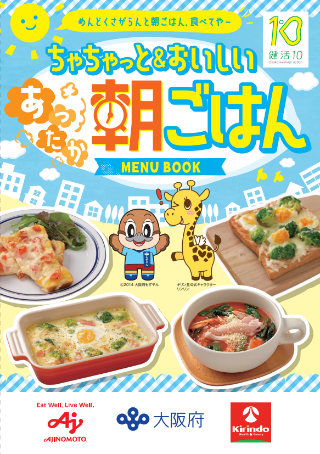 めんどくさがらんと朝ごはん、食べてやー
10
健活10
ちゃちゃっと&おいしい
あったか
朝ごはん
MENU BOOK
©2014 大阪府もずやん
Eat Well, Live Well.
Aj
AJINOMOTO
大阪府
Kirindo